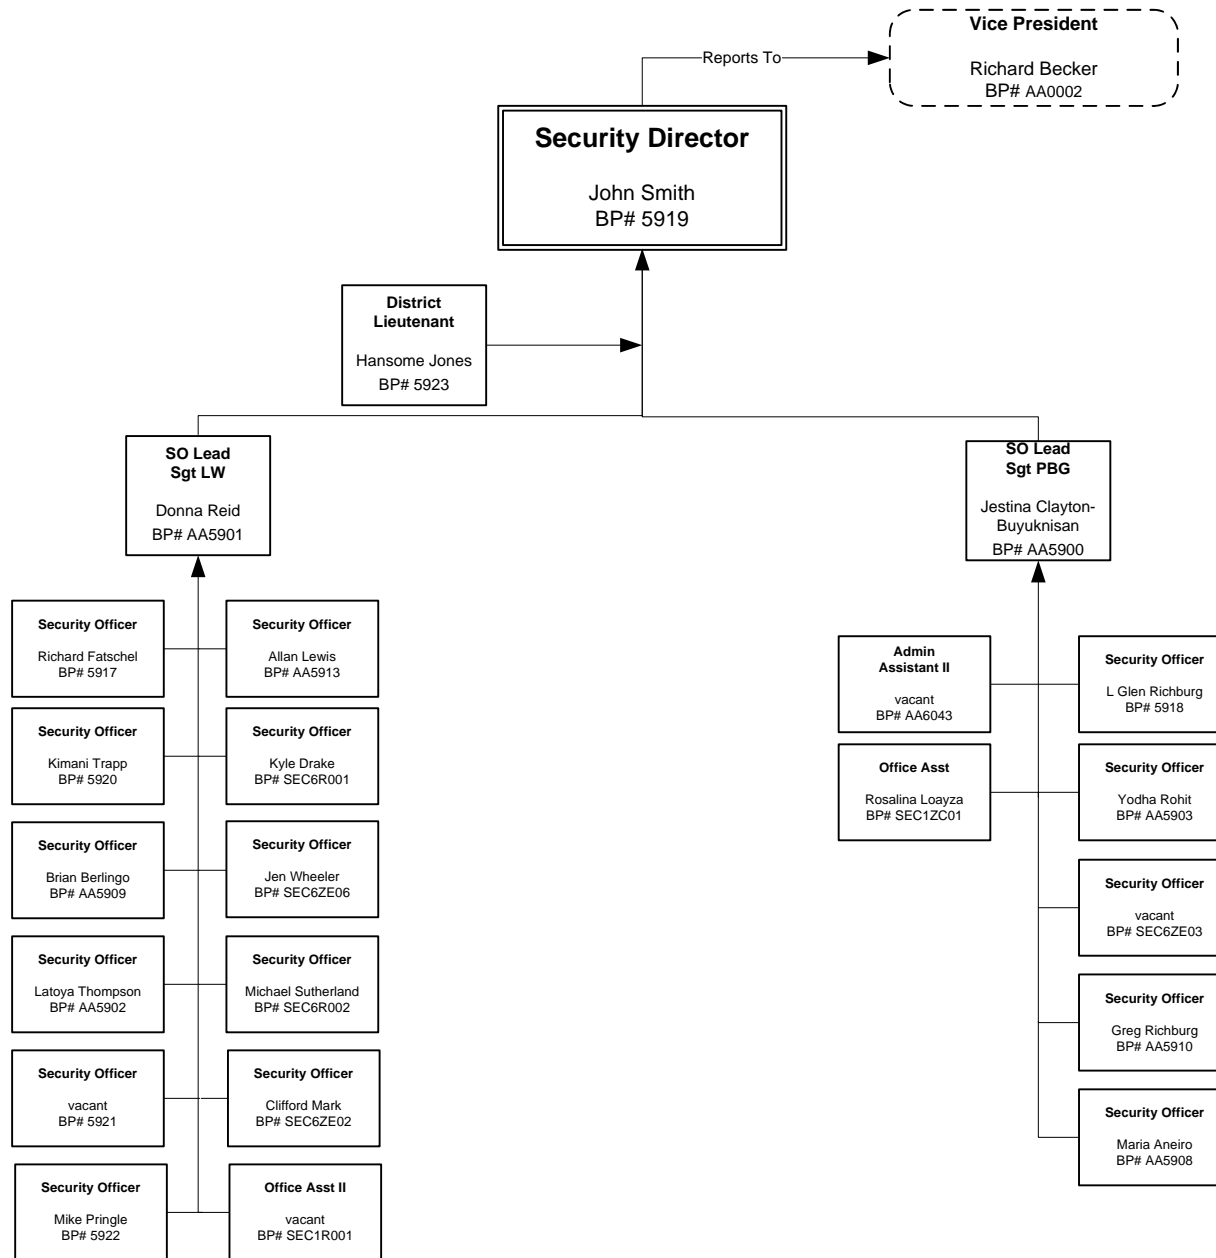 Vice President
Richard Becker
BP# AA0002
Reports To
Security Director
John Smith
BP# 5919
District
Lieutenant
Hansome Jones
BP# 5923
SO Lead
Sgt LW
Donna Reid
BP# AA5901
SO Lead
Sgt PBG
Jestina Clayton-
Buyuknisan
BP# AA5900
Security Officer
Richard Fatschel
BP# 5917
Security Officer
Allan Lewis
BP# AA5913
Security Officer
Kimani Trapp
BP# 5920
Security Officer
Kyle Drake
BP# SEC6R001
Security Officer
Brian Berlingo
BP# AA5909
Security Officer
Jen Wheeler
BP# SEC6ZE06
Security Officer
Latoya Thompson
BP# AA5902
Security Officer
Michael Sutherland
BP# SEC6R002
Security Officer
vacant
BP# 5921
Security Officer
Clifford Mark
BP# SEC6ZE02
Security Officer
Mike Pringle
BP# 5922
Office Asst II
vacant
BP# SEC1R001
Admin
Assistant II
vacant
BP# AA6043
Security Officer
L Glen Richburg
BP# 5918
Office Asst
Rosalina Loayza
BP# SEC1ZC01
Security Officer
Yodha Rohit
BP# AA5903
Security Officer
vacant
BP# SEC6ZE03
Security Officer
Greg Richburg
BP# AA5910
Security Officer
Maria Aneiro
BP# AA5908